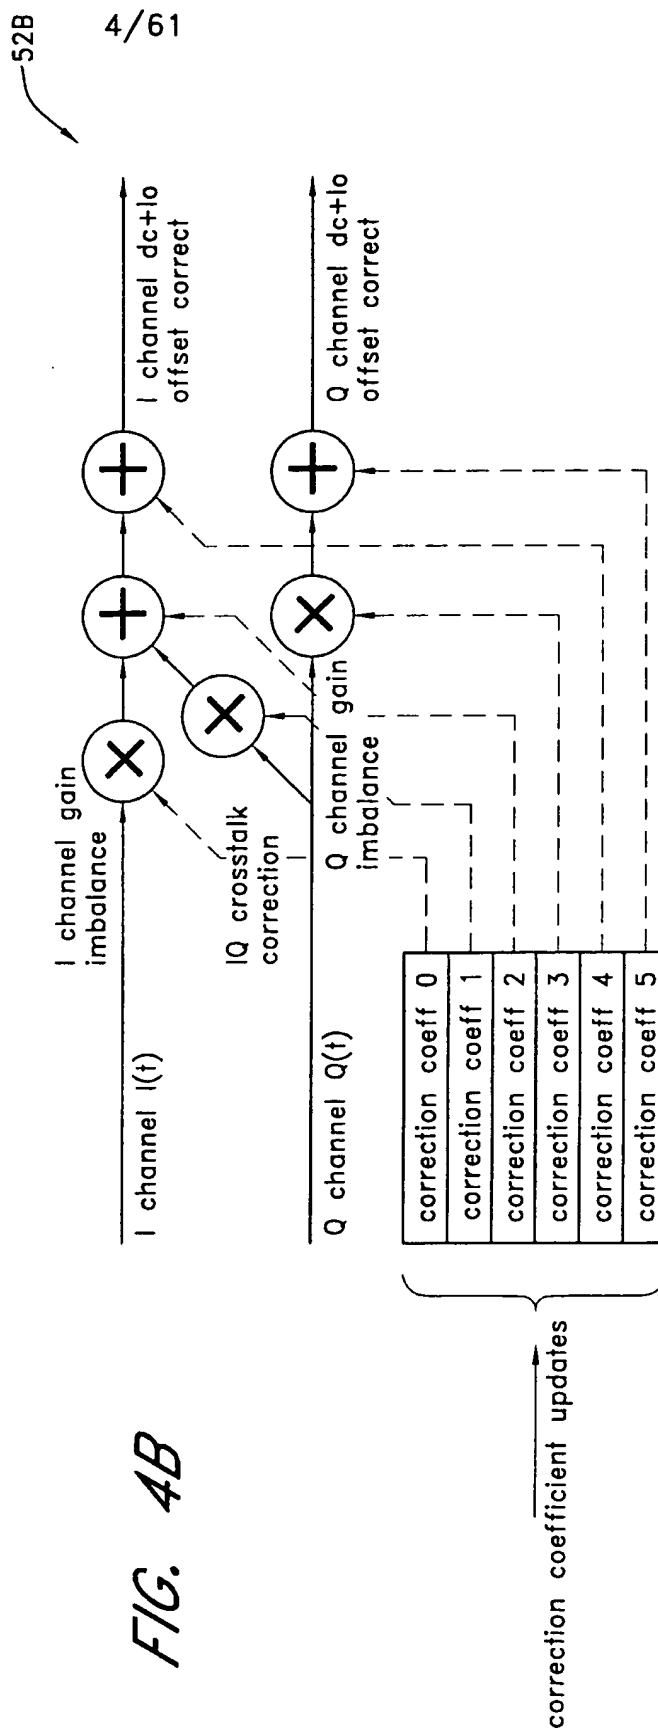 4/61
52B
I channel I(t)
I channel gain
imbalance
I channel dc+lo
offset correct
IQ crosstalk
correction
Q channel Q(t)
Q channel gain
imbalance
Q channel dc+lo
offset correct
correction coeff 0
correction coeff 1
correction coeff 2
correction coeff 3
correction coeff 4
correction coeff 5
correction coefficient updates
FIG. 4B